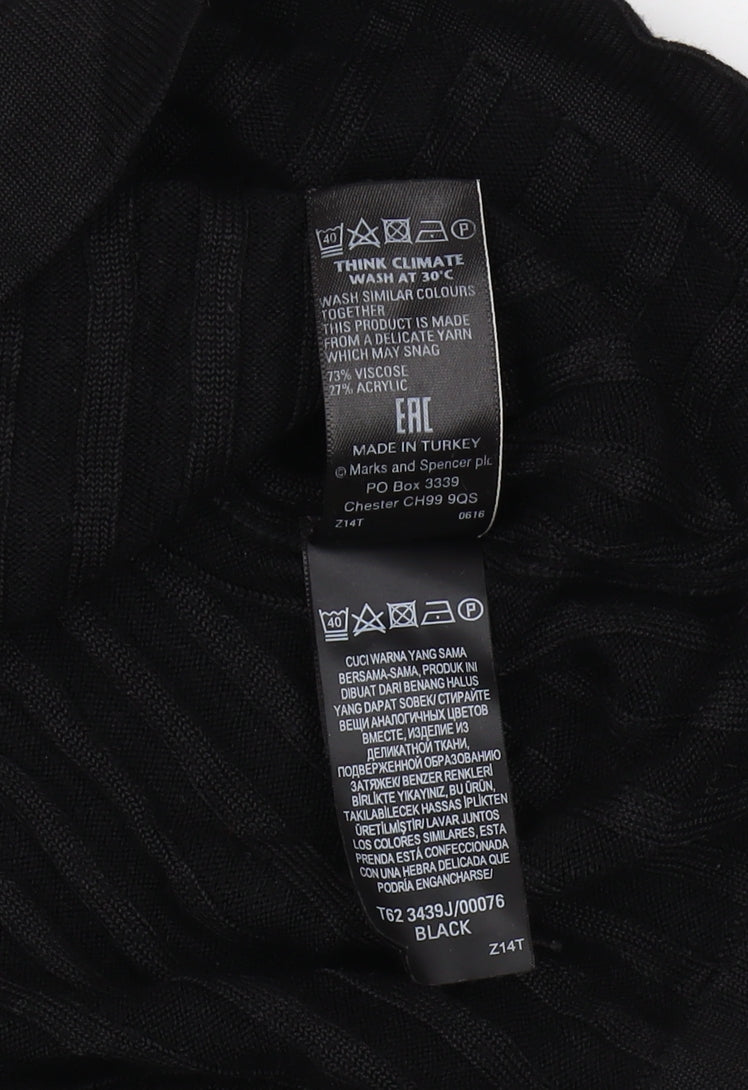 40 P
THINK CLIMATE
WASH AT 30°C
WASH SIMILAR COLOURS
TOGETHER
THIS PRODUCT IS MADE
FROM A DELICATE YARN
WHICH MAY SNAG
73% VISCOSE
27% ACRYLIC
EAC
MADE IN TURKEY
© Marks and Spencer plc
PO Box 3339
Chester CH99 9QS
Z14T 0616
40 P
CUCI WARNA YANG SAMA
BERSAMA-SAMA, PRODUK INI
DIBUAT DARI BENANG HALUS
YANG DAPAT SOBEK/ СТИРАЙТЕ
ВЕЩИ АНАЛОГИЧНЫХ ЦВЕТОВ
ВМЕСТЕ, ИЗДЕЛИЕ ИЗ
ДЕЛИКАТНОЙ ТКАНИ,
ПОДВЕРЖЕННОЙ ОБРАЗОВАНИЮ
ЗАТЯЖЕК/ BENZER RENKLERİ
BİRLİKTE YIKAYINIZ, BU ÜRÜN,
TAKILABİLECEK HASSAS İPLİKTEN
ÜRETİLMİŞTİR/ LAVAR JUNTOS
LOS COLORES SIMILARES, ESTA
PRENDA ESTÁ CONFECCIONADA
CON UNA HEBRA DELICADA QUE
PODRÍA ENGANCHARSE/
T62 3439J/00076
BLACK
Z14T